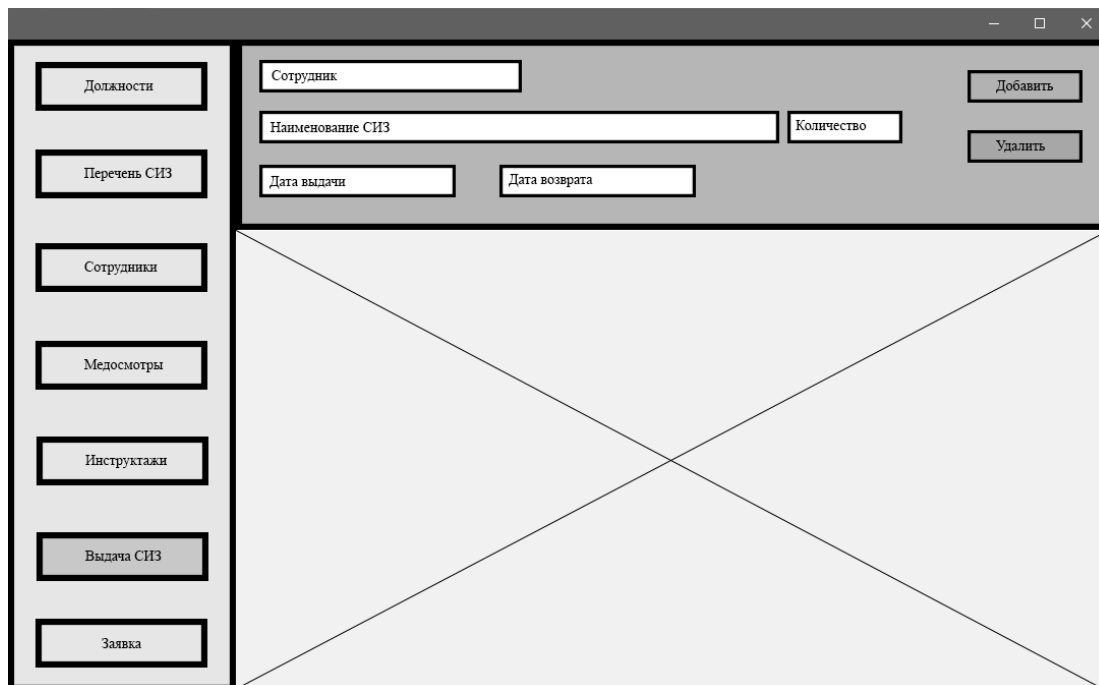 Должности
Перечень СИЗ
Сотрудники
Медосмотры
Инструктажи
Выдача СИЗ
Заявка
Сотрудник
Наименование СИЗ
Количество
Дата выдачи
Дата возврата
Добавить
Удалить